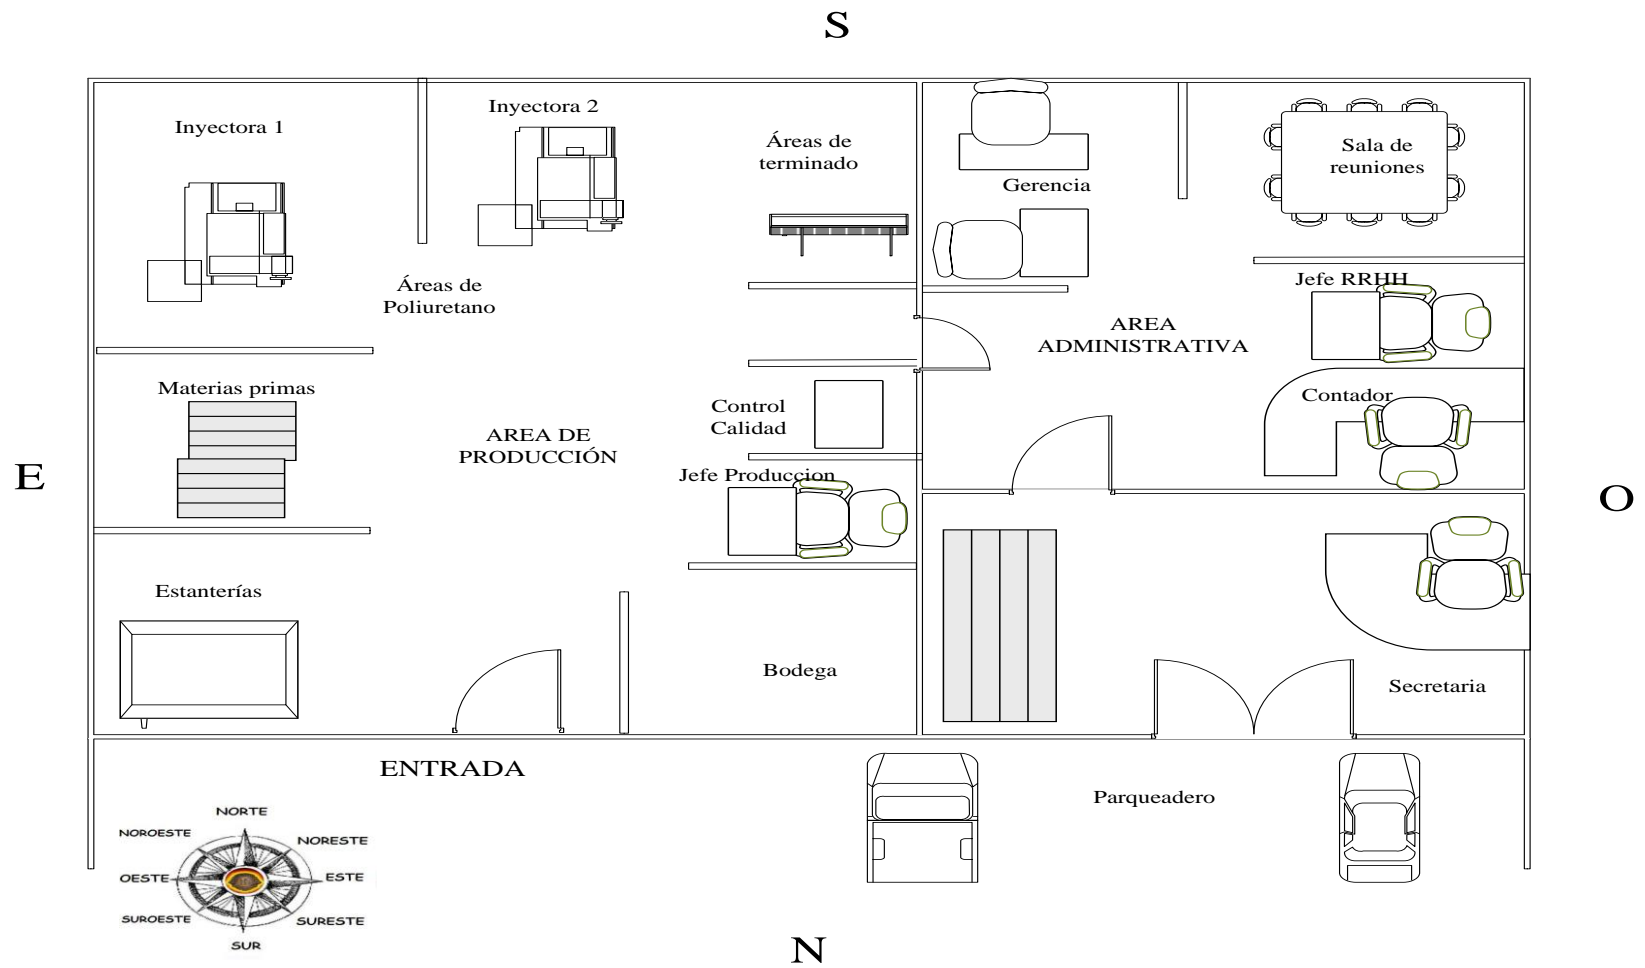 S
Inyectora 1
Inyectora 2
Áreas de
terminado
Gerencia
Sala de
reuniones
Áreas de
Poliuretano
Jefe RRHH
AREA
ADMINISTRATIVA
Materias primas
Control
Calidad
Contador
AREA DE
PRODUCCIÓN
E
Jefe Produccion
O
Estanterías
Bodega
Secretaria
ENTRADA
Parqueadero
NORTE
NOROESTE
NORESTE
OESTE
ESTE
SUROESTE
SURESTE
SUR
N